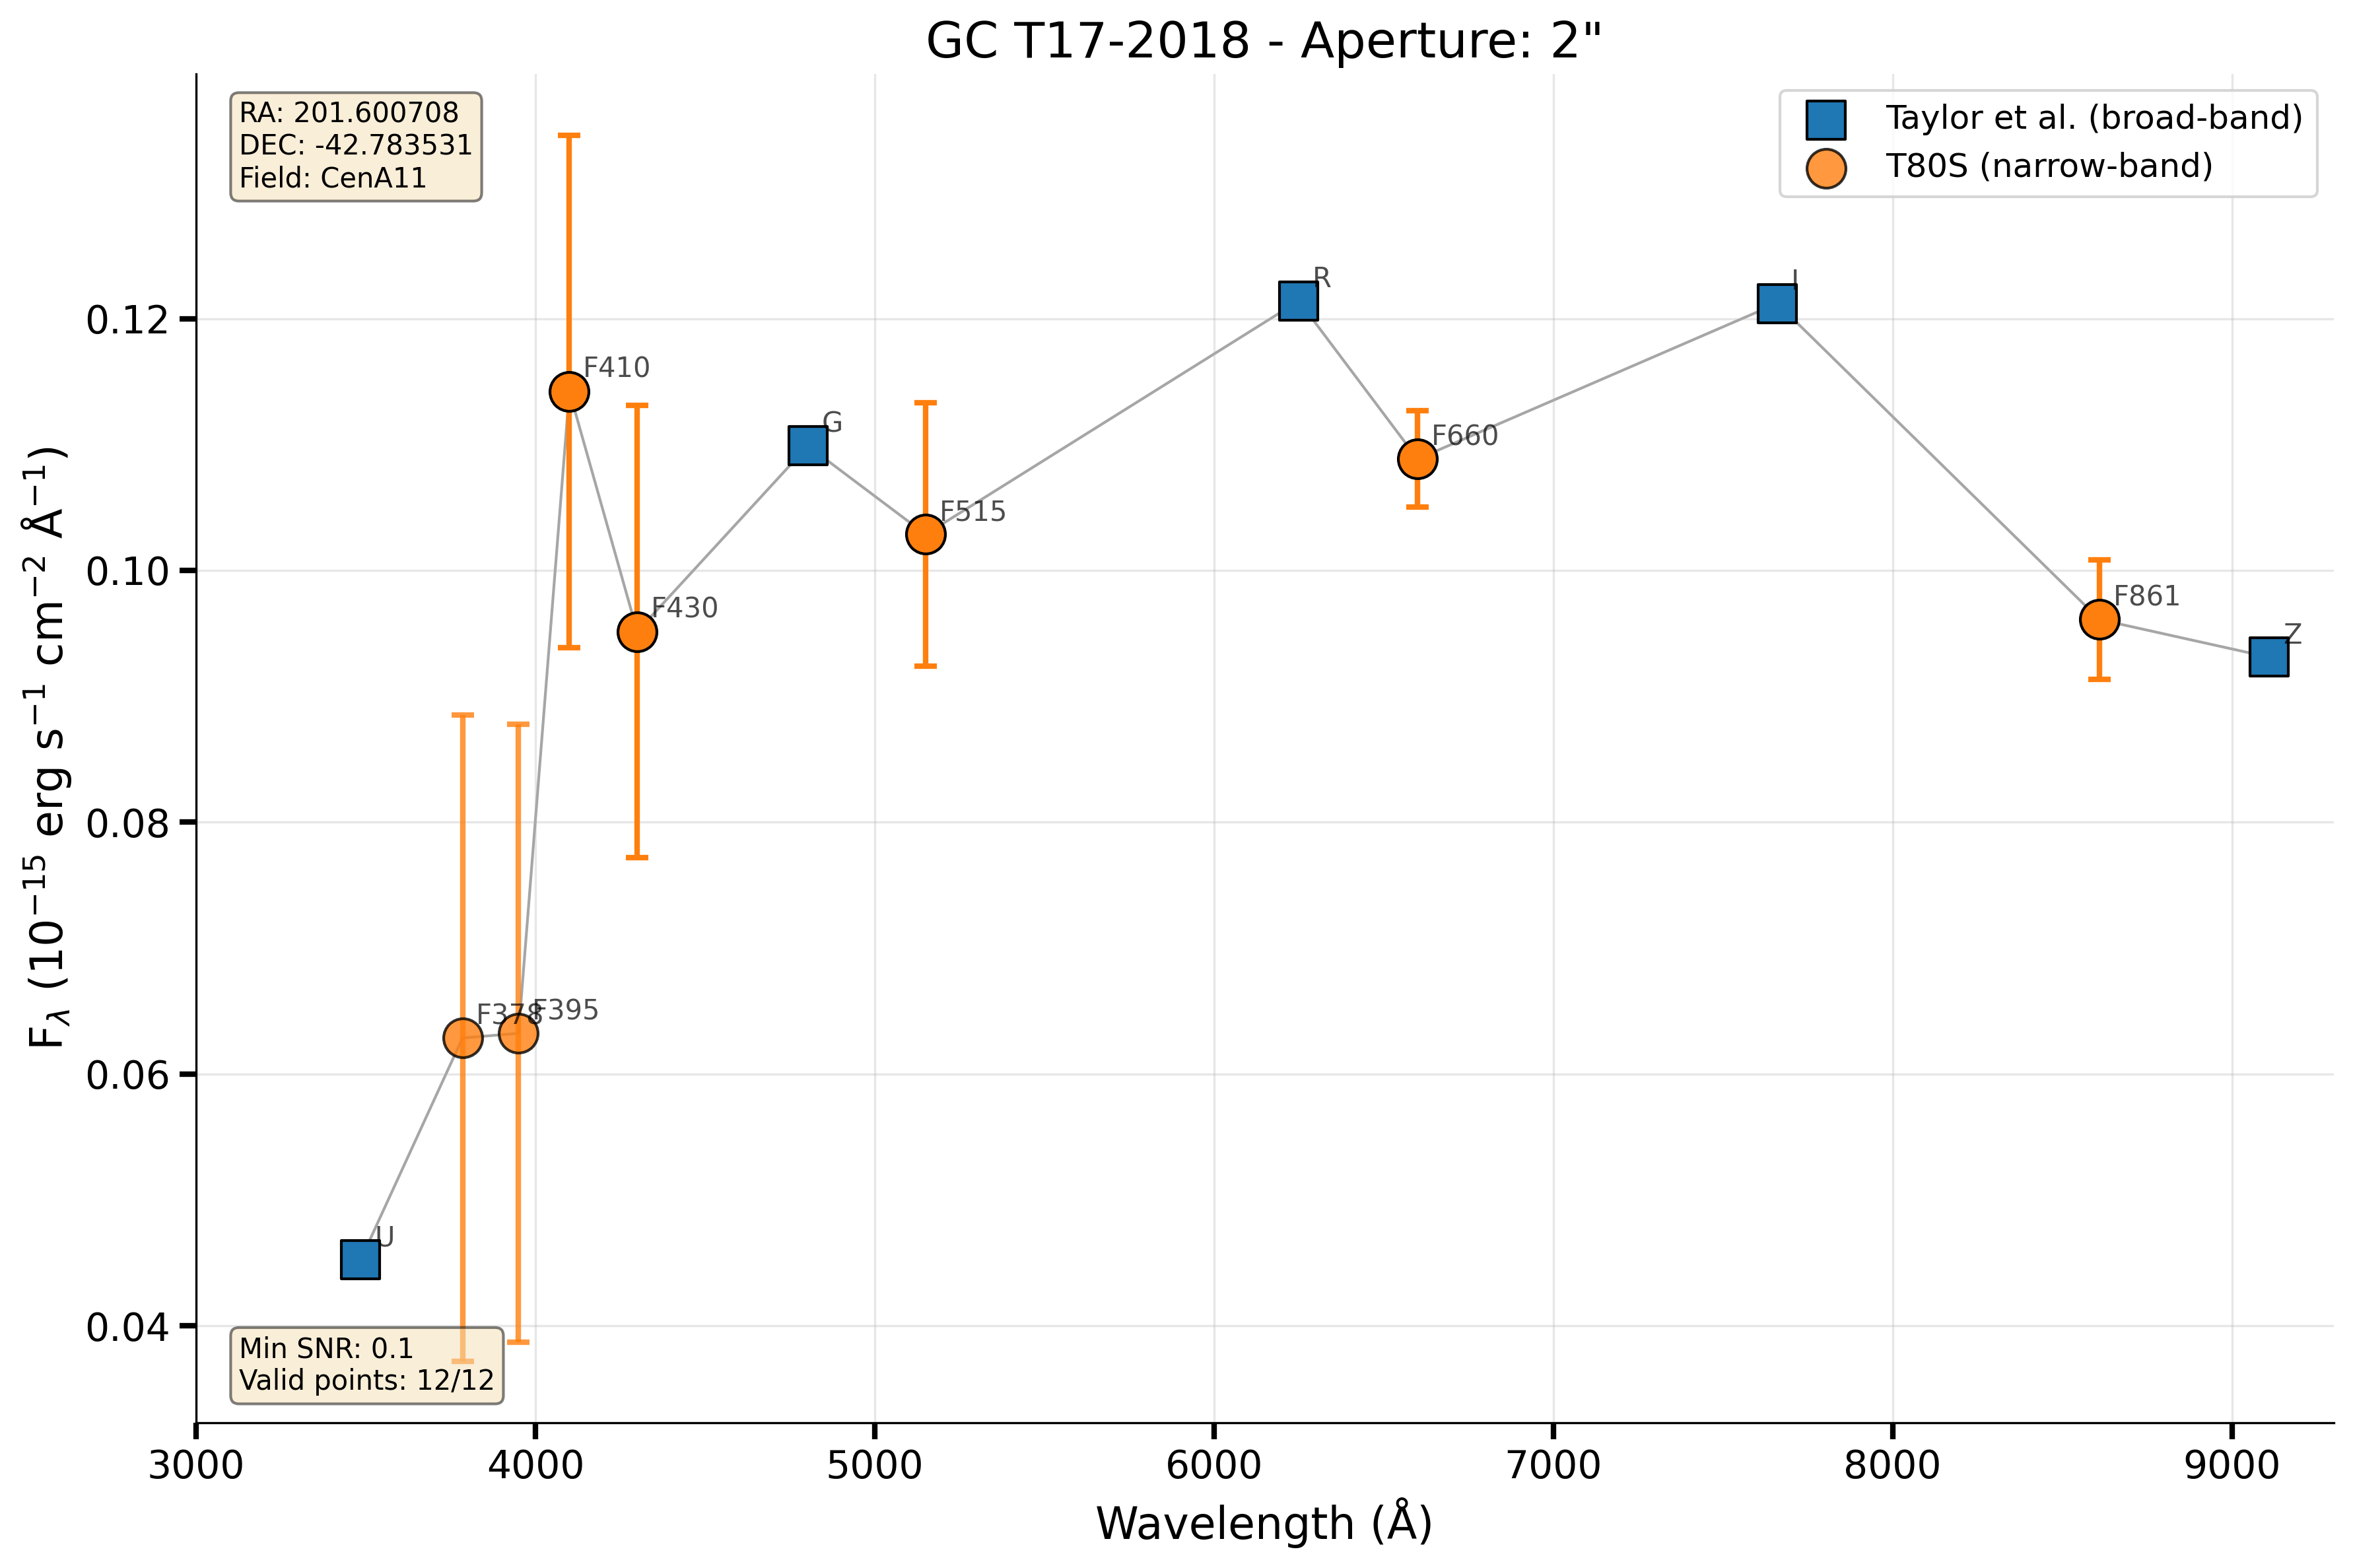 GC T17-2018 - Aperture: 2"
RA: 201.600708
DEC: -42.783531
Field: CenA11
Taylor et al. (broad-band)
T80S (narrow-band)
R
I
F410
G
F660
F515
F430
F861
Z
F378
F395
U
Min SNR: 0.1
Valid points: 12/12
0.12
0.10
0.08
0.06
0.04
F_λ (10⁻¹⁵ erg s⁻¹ cm⁻² Å⁻¹)
3000 4000 5000 6000 7000 8000 9000
Wavelength (Å)